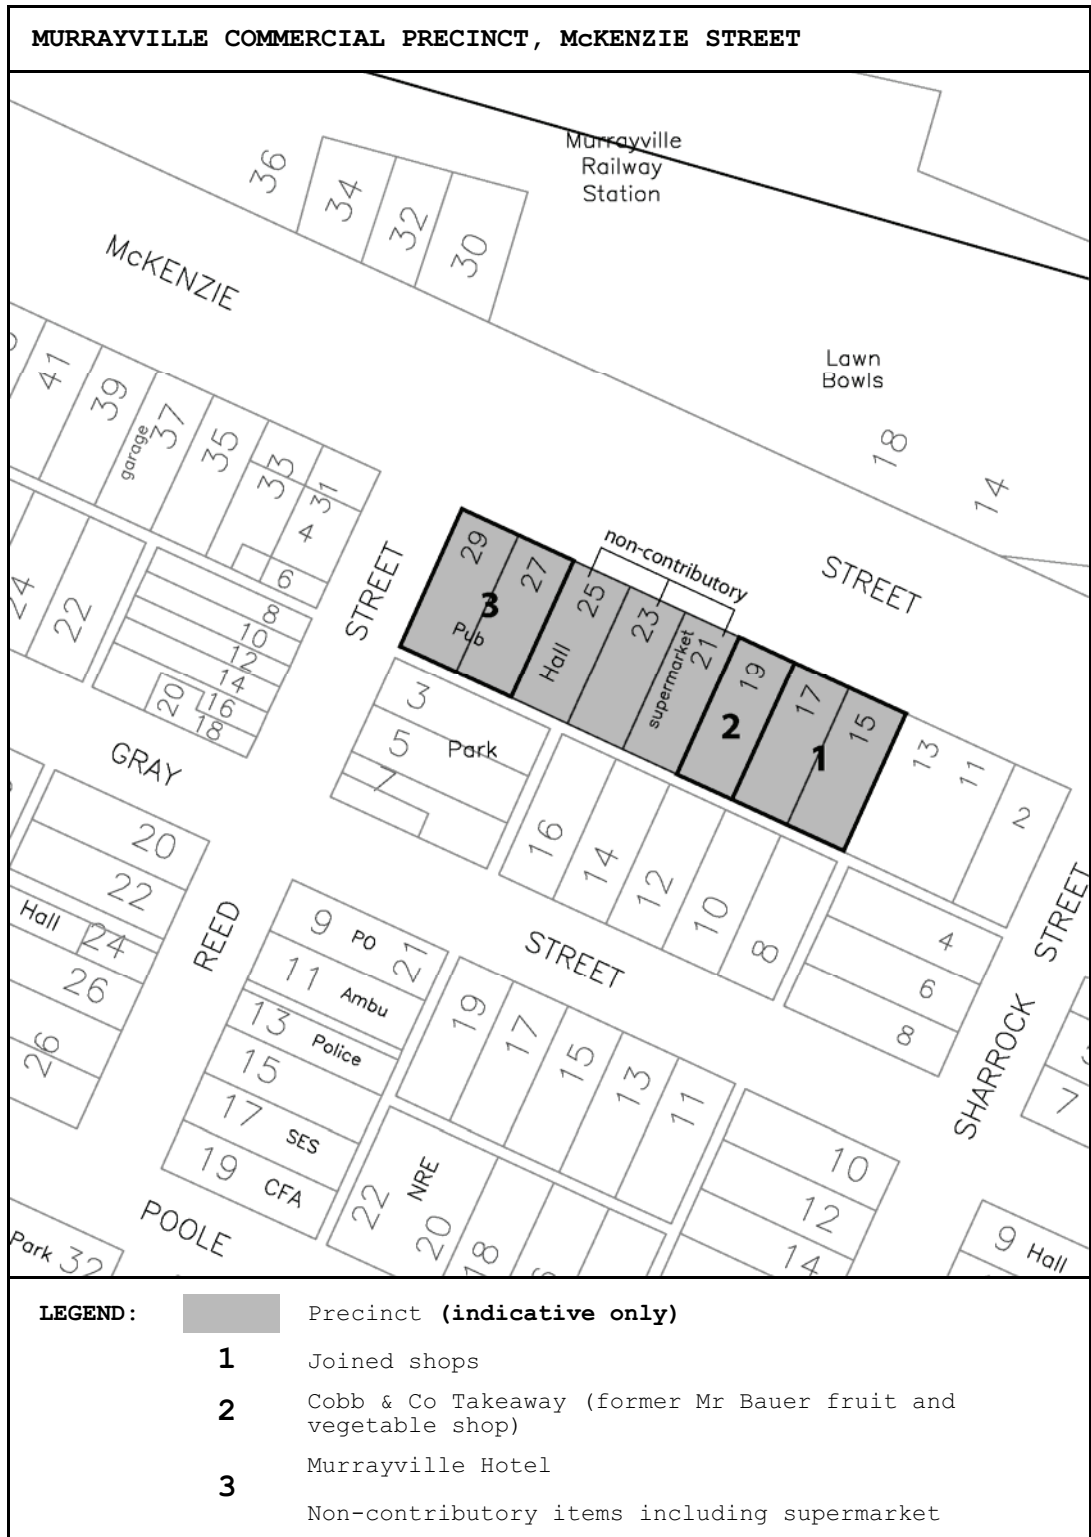 MURRAYVILLE COMMERCIAL PRECINCT, McKENZIE STREET
Murrayville
Railway
Station
36
34
32
30
McKENZIE
Lawn
Bowls
18
14
41
39
garage
37
35
33
31
4
6
STREET
29
27
3
Pub
non-contributory
25
Hall
23
supermarket
21
19
2
17
15
1
STREET
13
11
2
24
22
8
10
12
14
16
18
20
3
5
Park
7
GRAY
16
14
12
10
8
STREET
4
6
8
STREET
20
22
Hall
24
26
26
REED
9
PO
21
11
Ambu
13
Police
15
17
SES
19
CFA
STREET
19
17
15
13
11
SHARROCK
7
10
12
14
POOLE
22
NRE
20
18
9
Hall
Park
32
LEGEND:
Precinct (indicative only)
1
Joined shops
2
Cobb & Co Takeaway (former Mr Bauer fruit and
vegetable shop)
3
Murrayville Hotel
Non-contributory items including supermarket